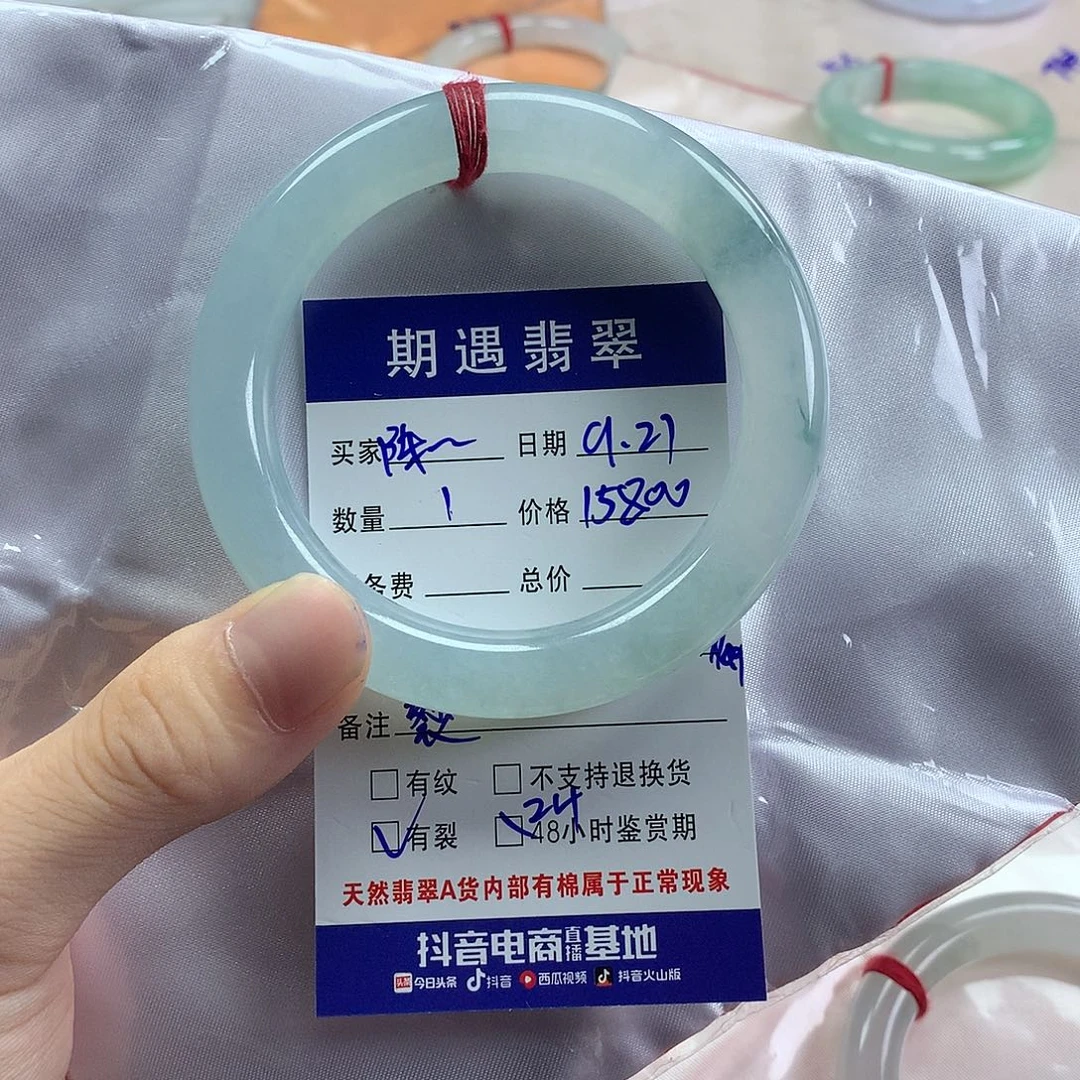 期遇翡翠
买家 陈一 日期 9.21
数量 1 价格 15800
务费 总价
备注 裂
有纹 不支持退换货
有裂 24 48小时鉴赏期
天然翡翠A货内部有棉属于正常现象
抖音电商直播基地
头条 今日头条 抖音 西瓜视频 抖音火山版